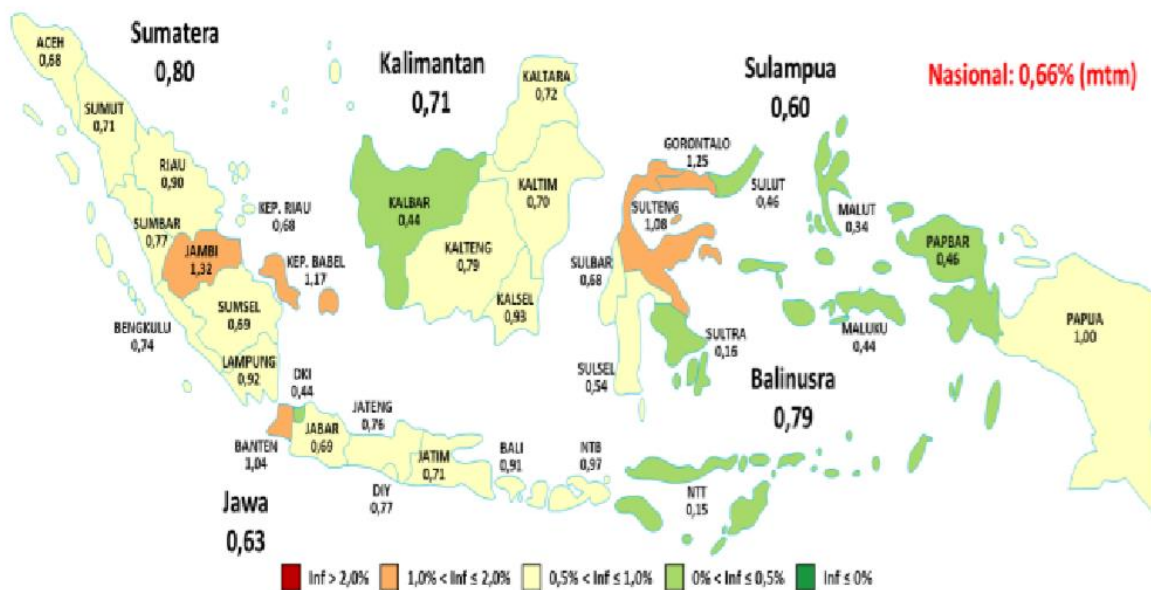 Sumatera
0,80
Kalimantan
0,71
Sulampua
0,60
Nasional: 0,66% (mtm)
ACEH
0,68
SUMUT
0,71
RIAU
0,90
KEP. RIAU
0,68
SUMBAR
0,77
JAMBI
1,32
KEP. BABEL
1,17
SUMSEL
0,69
BENGKULU
0,74
LAMPUNG
0,92
KALTARA
0,72
KALBAR
0,44
KALTIM
0,70
KALTENG
0,79
KALSEL
0,93
GORONTALO
1,25
SULUT
0,46
SULTENG
1,08
SULBAR
0,68
SULTRA
0,16
SULSEL
0,54
MALUT
0,34
MALUKU
0,44
PAPBAR
0,46
PAPUA
1,00
DKI
0,44
BANTEN
1,04
JABAR
0,69
JATENG
0,76
DIY
0,77
JATIM
0,71
Jawa
0,63
BALI
0,91
NTB
0,97
NTT
0,15
Balinusra
0,79
Inf > 2,0%
1,0% < Inf ≤ 2,0%
0,5% < Inf ≤ 1,0%
0% < Inf ≤ 0,5%
Inf ≤ 0%